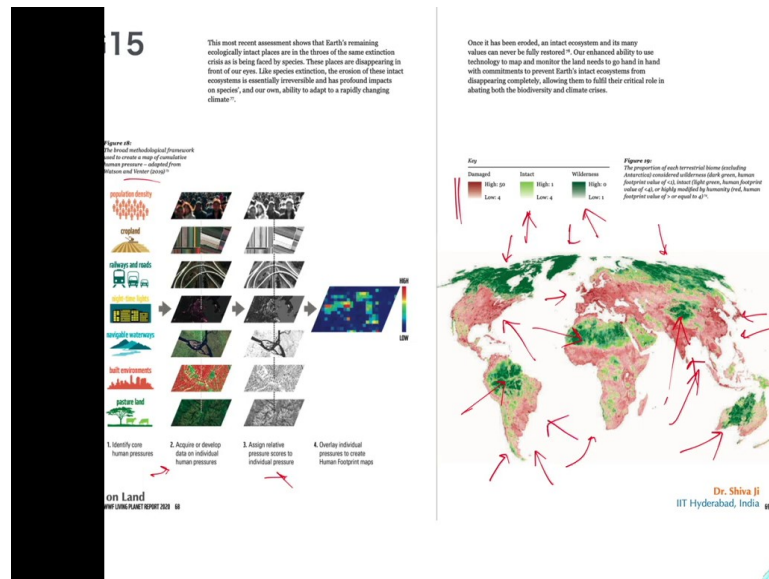 G15
This most recent assessment shows that Earth's remaining
ecologically intact places are in the throes of the same extinction
crisis as is being faced by species. These places are disappearing in
front of our eyes. Like species extinction, the erosion of these intact
ecosystems is essentially irreversible and has profound impacts
on species', and our own, ability to adapt to a rapidly changing
climate
Figure 18:
The broad methodological framework
used to create a map of cumulative
human pressure – adapted from
Watson and Venter (2019)
population density
cropland
railways and roads
night-time lights
navigable waterways
built environments
pasture land
HIGH
LOW
1. Identify core
human pressures
2. Acquire or develop
data on individual
human pressures
3. Assign relative
pressure scores to
individual pressure
4. Overlay individual
pressures to create
Human Footprint maps
on Land
WWF LIVING PLANET REPORT 2020 68
Once it has been eroded, an intact ecosystem and its many
values can never be fully restored. Our enhanced ability to use
technology to map and monitor the land needs to go hand in hand
with commitments to prevent Earth's intact ecosystems from
disappearing completely, allowing them to fulfil their critical role in
abating both the biodiversity and climate crises.
Key
Damaged
High: 50
Low: 4
Intact
High: 1
Low: 4
Wilderness
High: 0
Low: 1
Figure 19:
The proportion of each terrestrial biome (excluding
Antarctica) considered wilderness (dark green, human
footprint value of <1), intact (light green, human footprint
value of <4), or highly modified by humanity (red, human
footprint value of > or equal to 4)
Dr. Shiva Ji
IIT Hyderabad, India